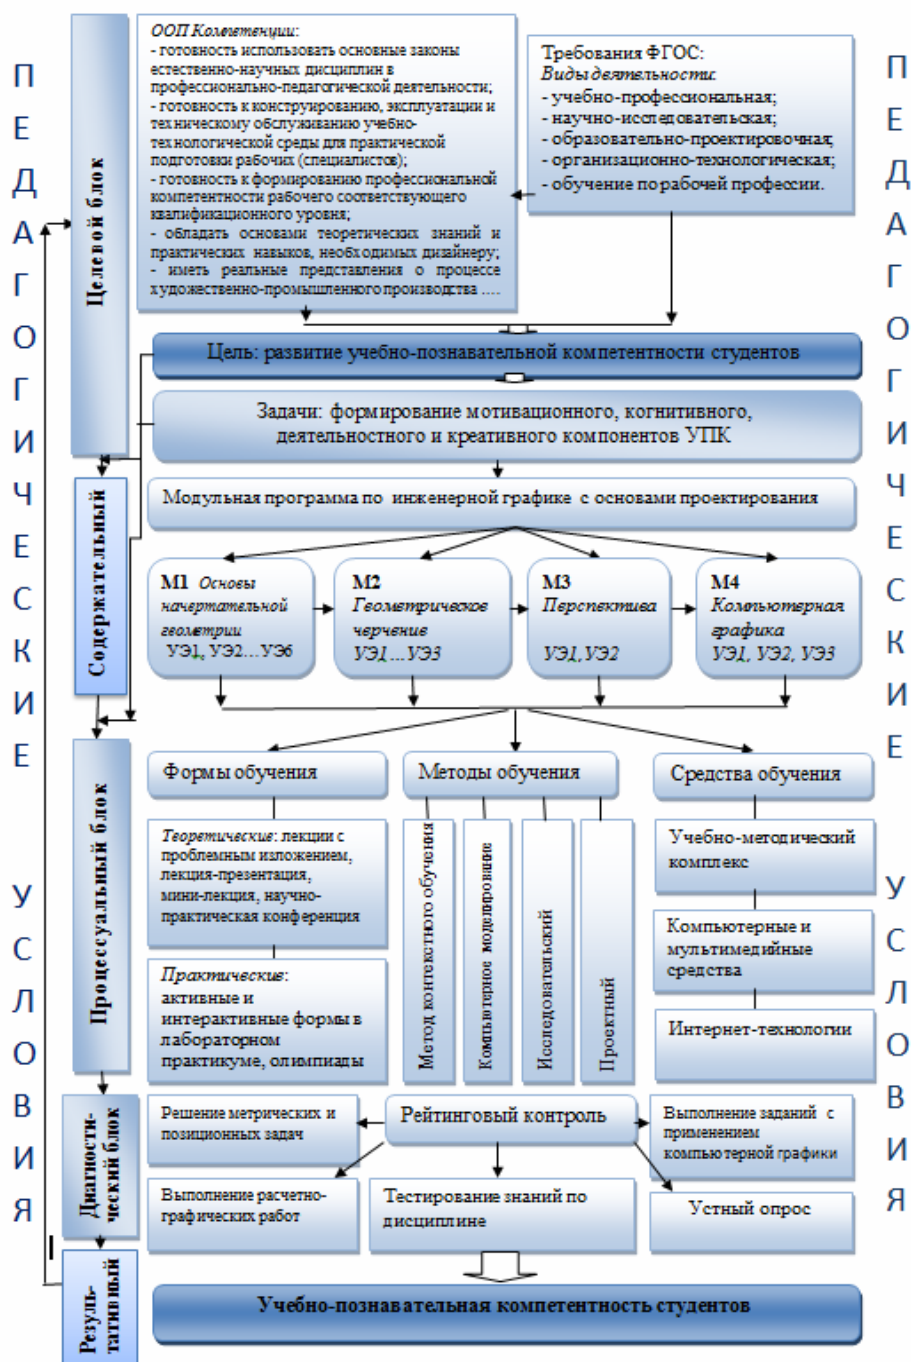 ПЕДАГОГИЧЕСКИЕ УСЛОВИЯ
Целевой блок
ООП Компетенции:
- готовность использовать основные законы
естественно-научных дисциплин в
профессионально-педагогической деятельности;
- готовность к конструированию, эксплуатации и
техническому обслуживанию учебно-
технологической среды для практической
подготовки рабочих (специалистов);
- готовность к формированию профессиональной
компетентности рабочего соответствующего
квалификационного уровня;
- обладать основами теоретических знаний и
практических навыков, необходимых дизайнеру;
- иметь реальные представления о процессе
художественно-промышленного производства ....
Требования ФГОС:
Виды деятельности:
- учебно-профессиональная;
- научно-исследовательская;
- образовательно-проектировочная;
- организационно-технологическая;
- обучение по рабочей профессии.
Цель: развитие учебно-познавательной компетентности студентов
Задачи: формирование мотивационного, когнитивного,
деятельностного и креативного компонентов УПК
Содержательный
Модульная программа по инженерной графике с основами проектирования
М1 Основы
начертательной
геометрии
УЭ1, УЭ2...УЭ6
М2
Геометрическое
черчение
УЭ1...УЭ3
М3
Перспектива
УЭ1, УЭ2
М4
Компьютерная
графика
УЭ1, УЭ2, УЭ3
Процессуальный блок
Формы обучения
Теоретические: лекции с
проблемным изложением,
лекция-презентация,
мини-лекция, научно-
практическая конференция
Практические:
активные и
интерактивные формы в
лабораторном
практикуме, олимпиады
Методы обучения
Метод контекстного обучения
Компьютерное моделирование
Исследовательский
Проектный
Средства обучения
Учебно-методический
комплекс
Компьютерные и
мультимедийные
средства
Интернет-технологии
Диагности-
ческий блок
Рейтинговый контроль
Решение метрических и
позиционных задач
Выполнение заданий с
применением
компьютерной графики
Выполнение расчетно-
графических работ
Тестирование знаний по
дисциплине
Устный опрос
Резуль-
тативный
Учебно-познавательная компетентность студентов
ПЕДАГОГИЧЕСКИЕ УСЛОВИЯ